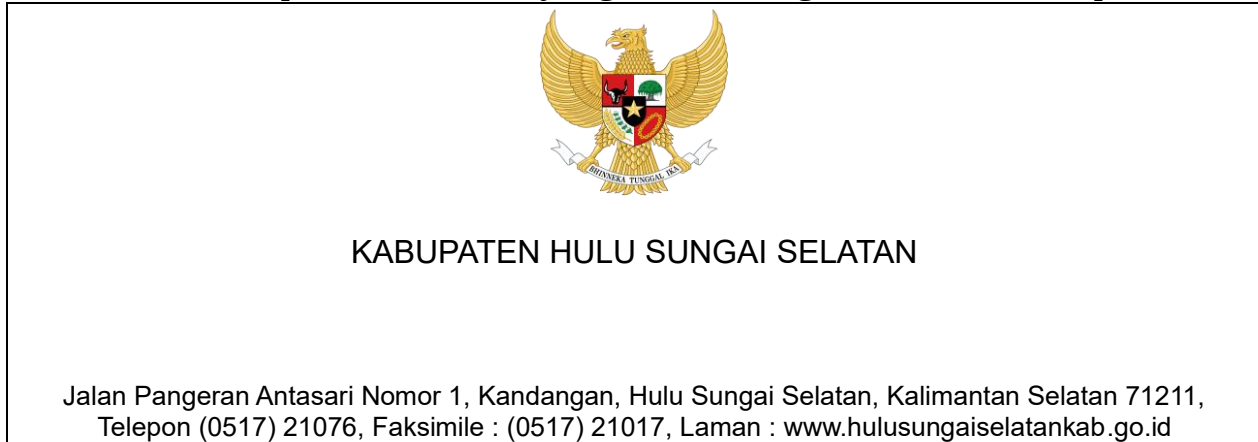 BHINNEKA TUNGGAL IKA
KABUPATEN HULU SUNGAI SELATAN
Jalan Pangeran Antasari Nomor 1, Kandangan, Hulu Sungai Selatan, Kalimantan Selatan 71211,
Telepon (0517) 21076, Faksimile : (0517) 21017, Laman : www.hulusungaiselatankab.go.id